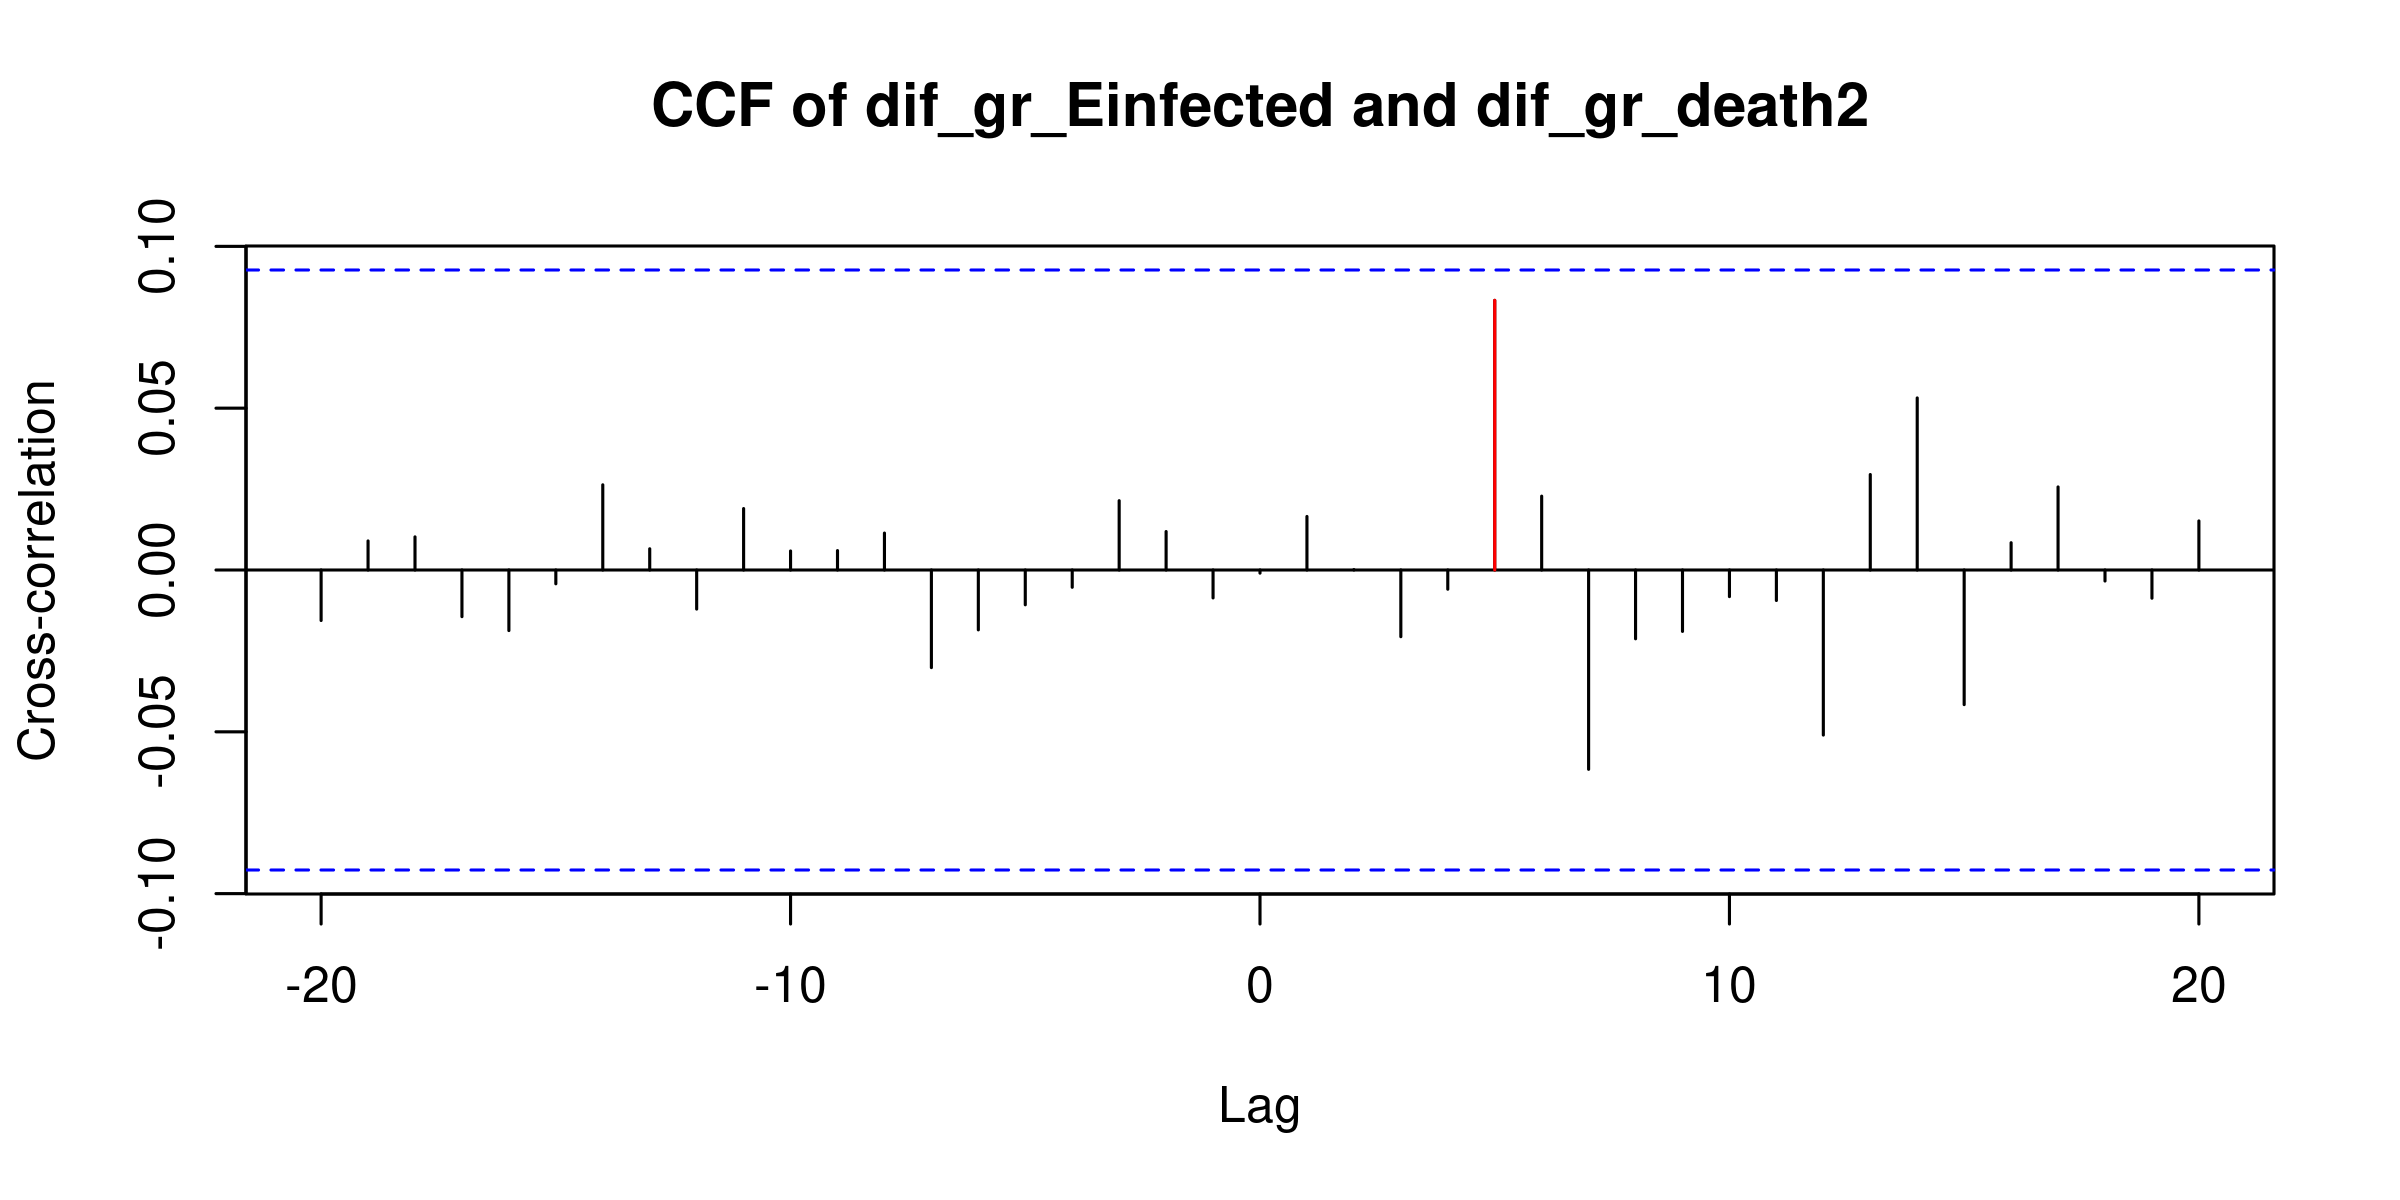 CCF of dif_gr_Einfected and dif_gr_death2
0.10
0.05
0.00
-0.05
-0.10
Cross-correlation
-20 -10 0 10 20
Lag